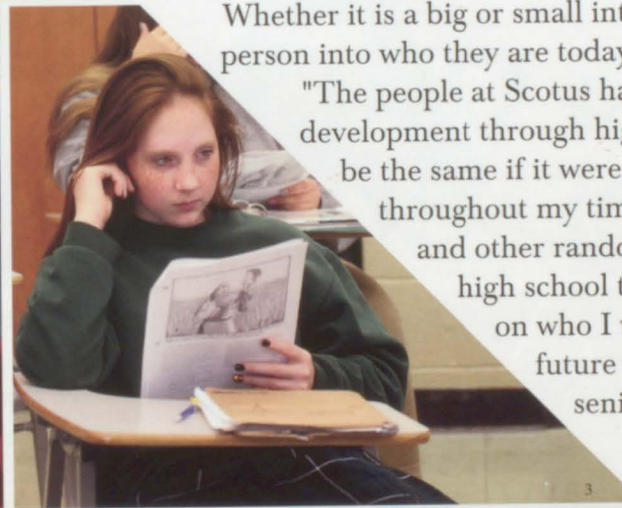 Whether it is a big or small int
person into who they are today
"The people at Scotus ha
development through hig
be the same if it were
throughout my tim
and other rando
high school t
on who I w
future
seni
3